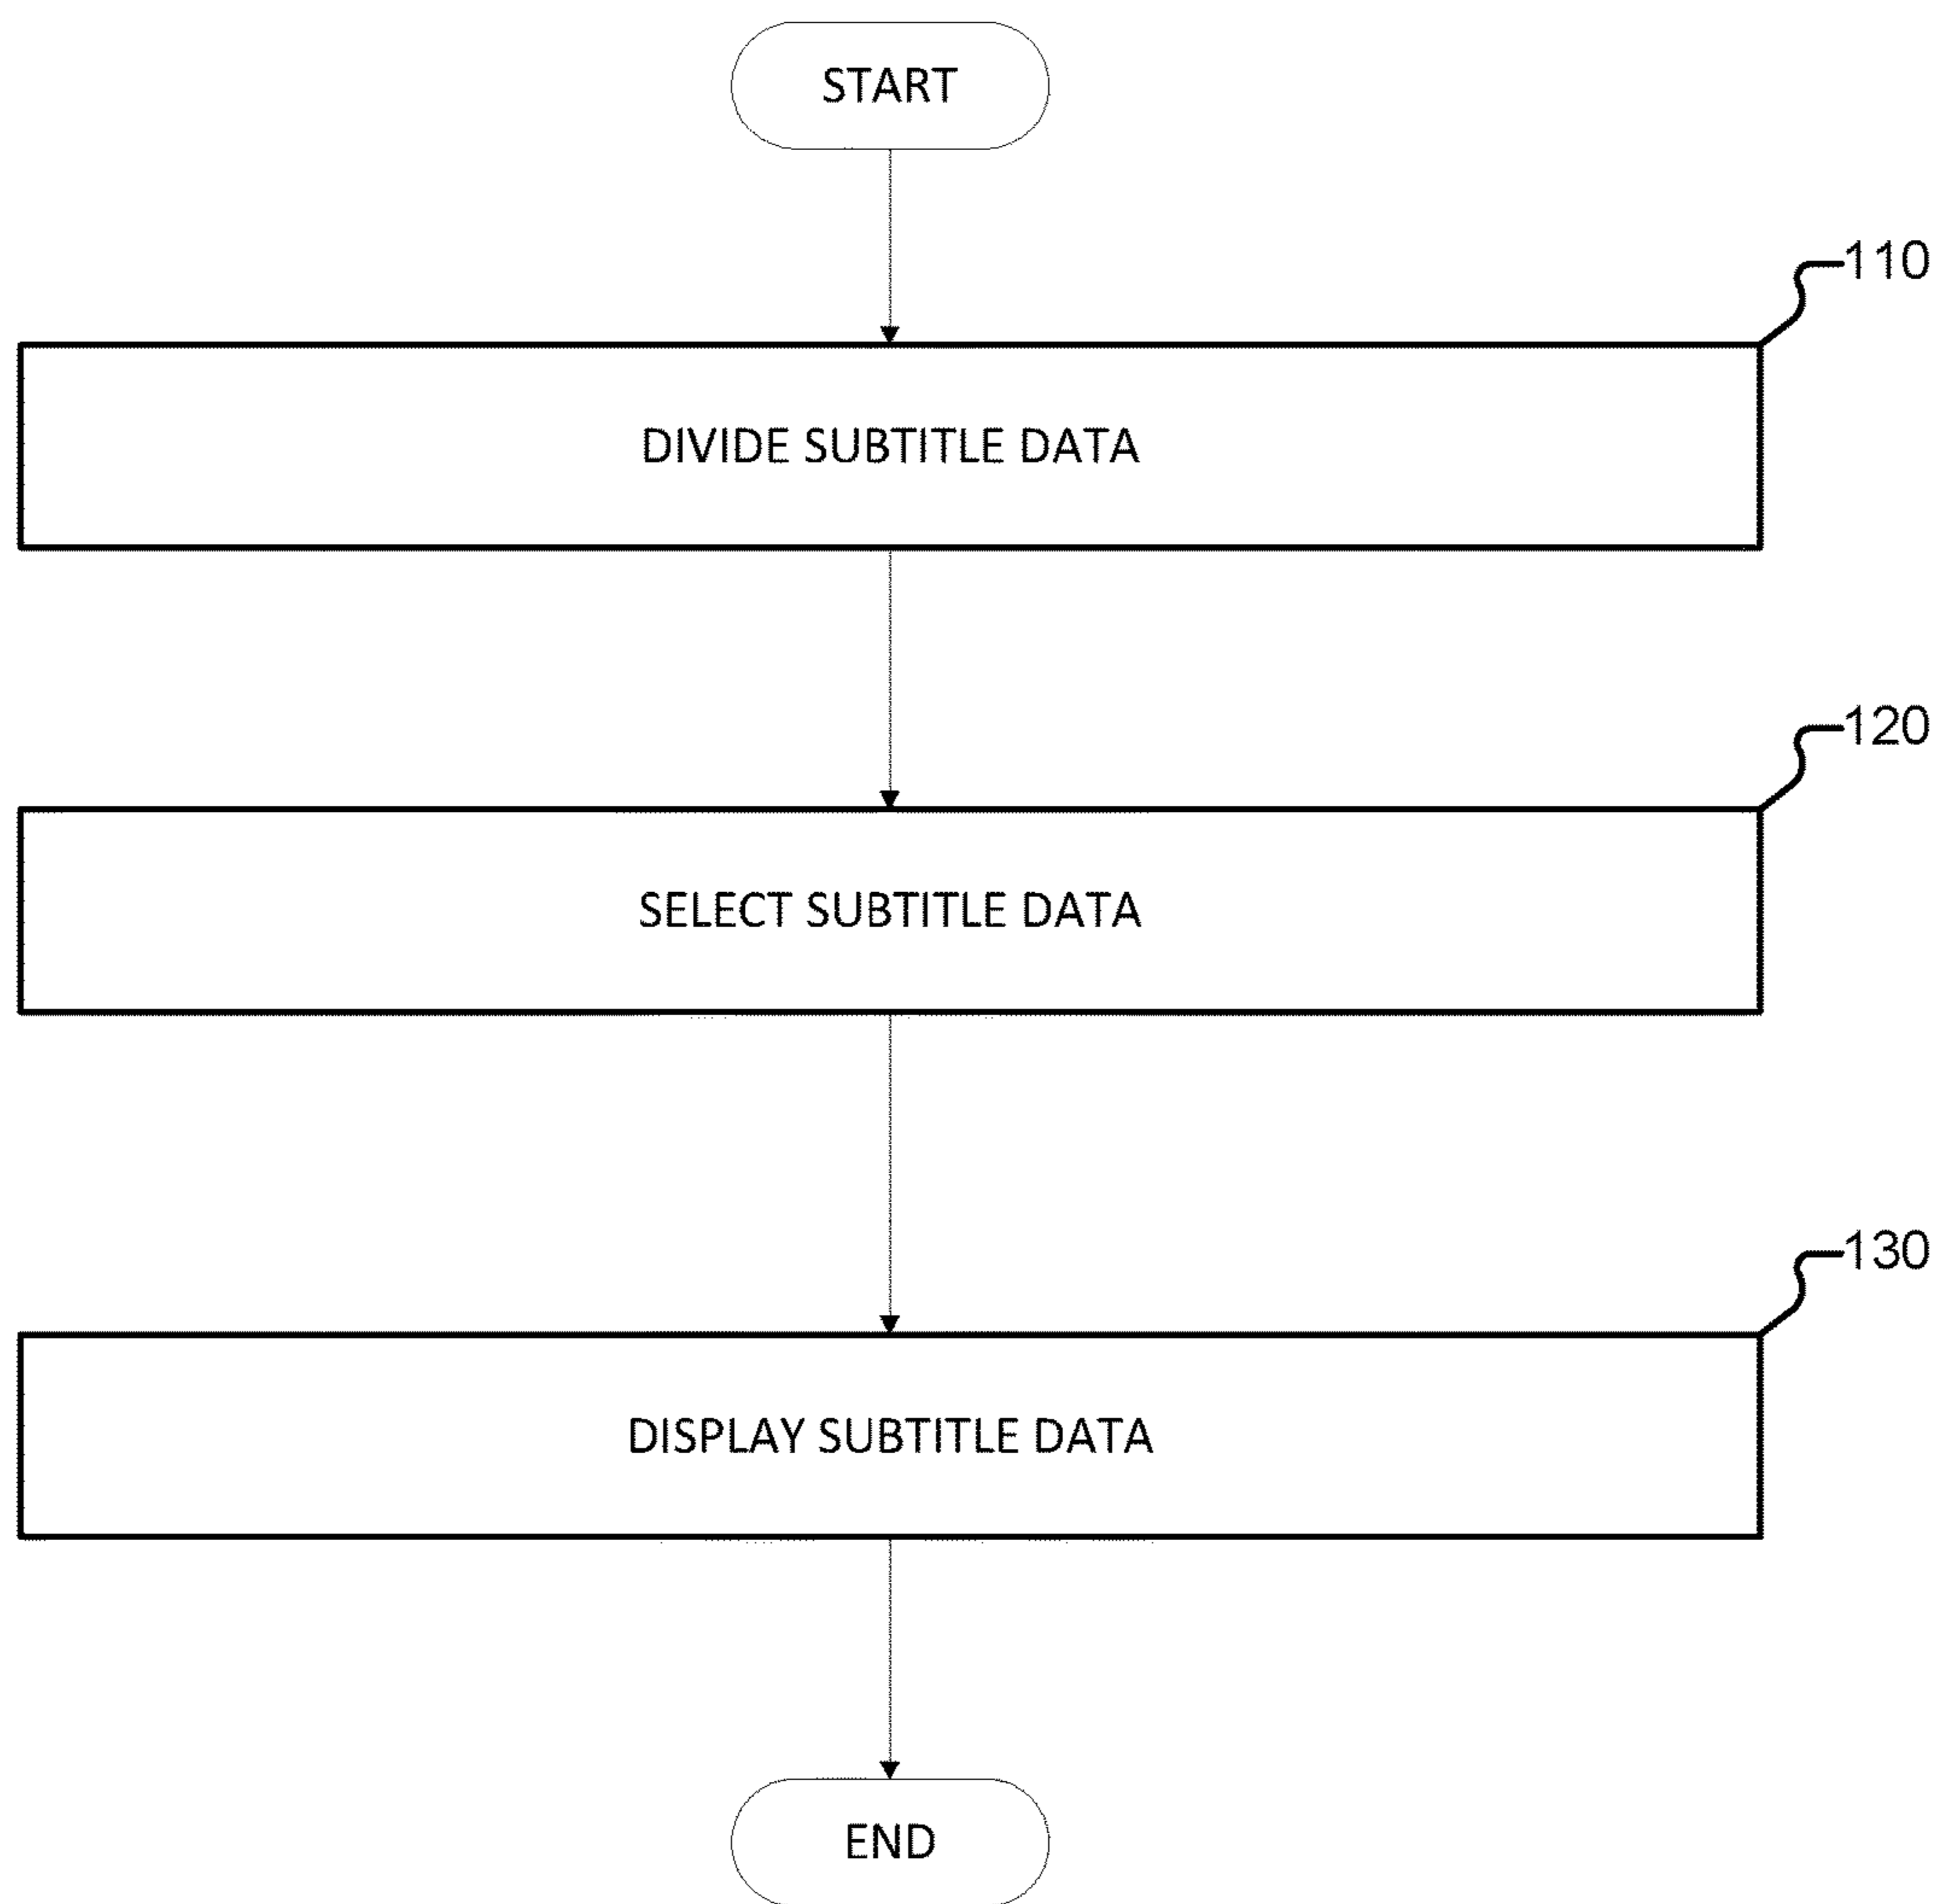 START
110
DIVIDE SUBTITLE DATA
120
SELECT SUBTITLE DATA
130
DISPLAY SUBTITLE DATA
END